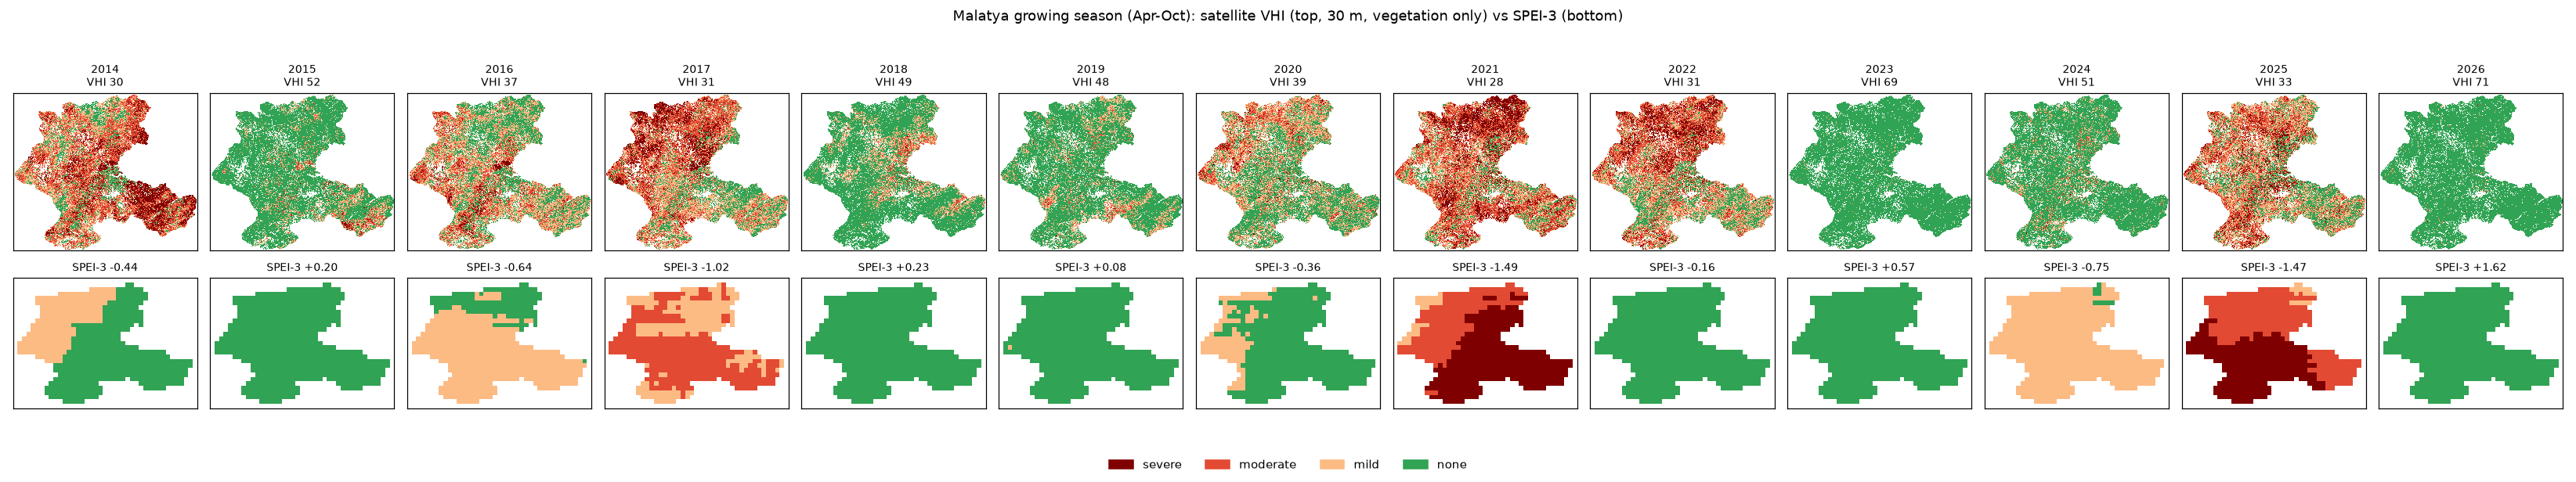 Malatya growing season (Apr-Oct): satellite VHI (top, 30 m, vegetation only) vs SPEI-3 (bottom)
2014
VHI 30
2015
VHI 52
2016
VHI 37
2017
VHI 31
2018
VHI 49
2019
VHI 48
2020
VHI 39
2021
VHI 28
2022
VHI 31
2023
VHI 69
2024
VHI 51
2025
VHI 33
2026
VHI 71
SPEI-3 -0.44
SPEI-3 +0.20
SPEI-3 -0.64
SPEI-3 -1.02
SPEI-3 +0.23
SPEI-3 +0.08
SPEI-3 -0.36
SPEI-3 -1.49
SPEI-3 -0.16
SPEI-3 +0.57
SPEI-3 -0.75
SPEI-3 -1.47
SPEI-3 +1.62
severe
moderate
mild
none